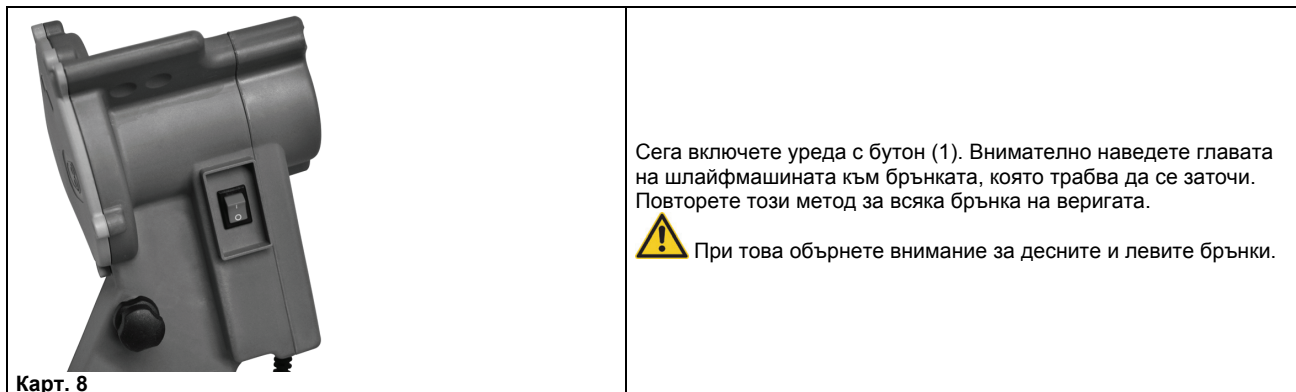 Сега включете уреда с бутон (1). Внимателно наведете главата
на шлайфмашината към брънката, която трабва да се заточи.
Повторете този метод за всяка брънка на веригата.
При това обърнете внимание за десните и левите брънки.
Карт. 8